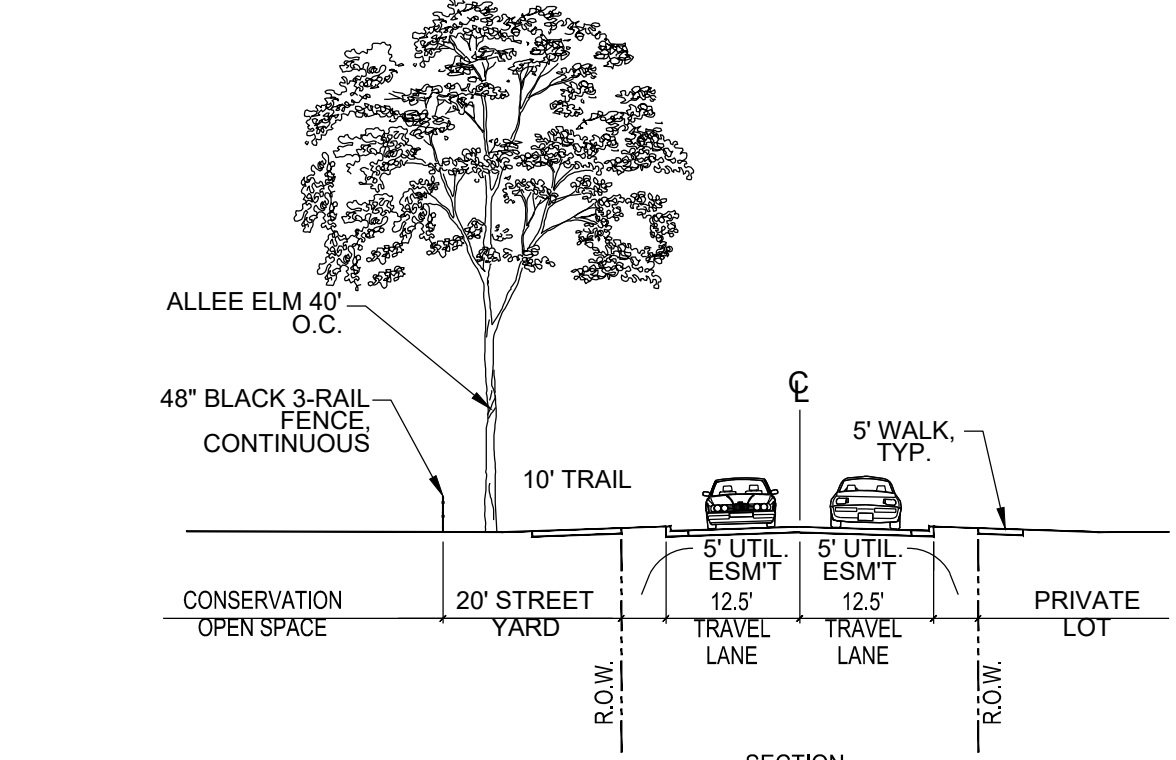 ALLEE ELM 40'
O.C.
48" BLACK 3-RAIL
FENCE,
CONTINUOUS
10' TRAIL
℄
5' WALK,
TYP.
5' UTIL.
ESM'T
5' UTIL.
ESM'T
CONSERVATION
OPEN SPACE
20' STREET
YARD
12.5'
TRAVEL
LANE
12.5'
TRAVEL
LANE
PRIVATE
LOT
R.O.W.
R.O.W.
SECTION